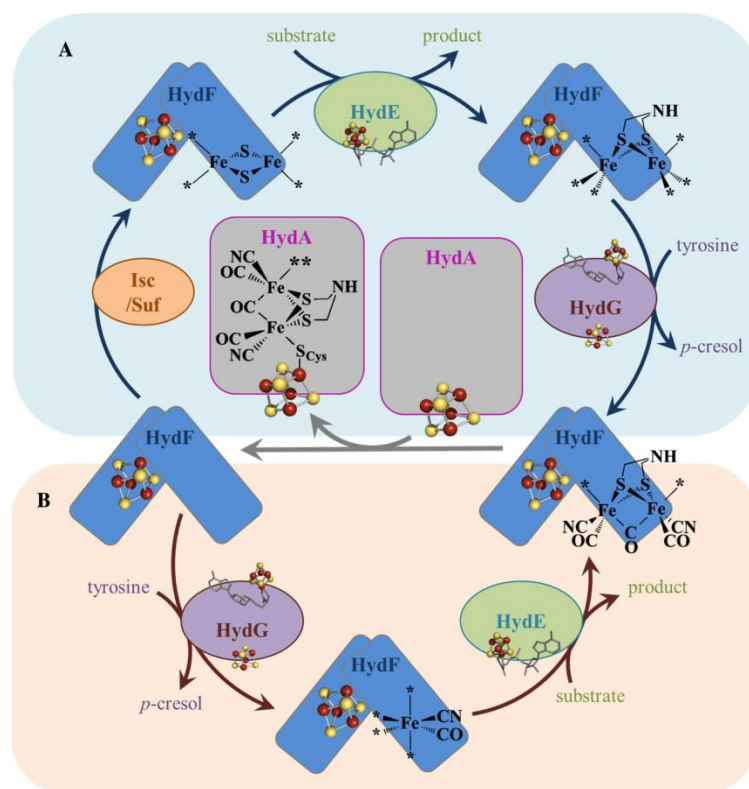 A
substrate
product
HydF
HydE
HydF
NH
S
S
Fe
Fe
*
*
*
*
S
S
Fe
Fe
*
*
*
*
*
*
HydA
HydA
NC
OC
**
Fe
NH
OC
S
S
OC
NC
Fe
SCys
Isc
/Suf
tyrosine
HydG
p-cresol
HydF
HydF
NH
S
S
*
*
Fe
Fe
NC
OC
C
O
CN
CO
B
tyrosine
HydG
p-cresol
HydE
product
substrate
HydF
*
*
*
*
Fe
CN
CO